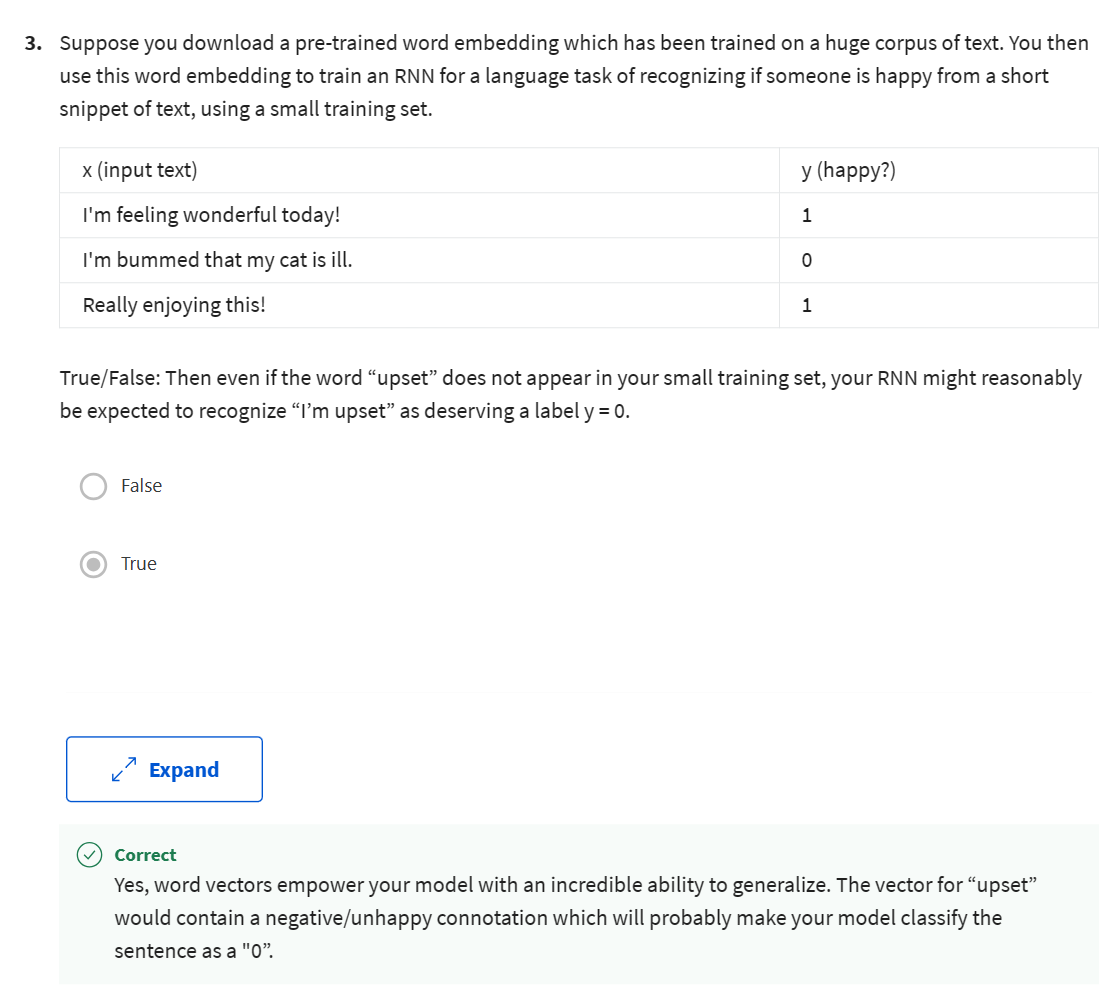 3. Suppose you download a pre-trained word embedding which has been trained on a huge corpus of text. You then
use this word embedding to train an RNN for a language task of recognizing if someone is happy from a short
snippet of text, using a small training set.
x (input text) y (happy?)
I'm feeling wonderful today! 1
I'm bummed that my cat is ill. 0
Really enjoying this! 1
True/False: Then even if the word “upset” does not appear in your small training set, your RNN might reasonably
be expected to recognize “I’m upset” as deserving a label y = 0.
False
True
Expand
Correct
Yes, word vectors empower your model with an incredible ability to generalize. The vector for “upset”
would contain a negative/unhappy connotation which will probably make your model classify the
sentence as a "0”.